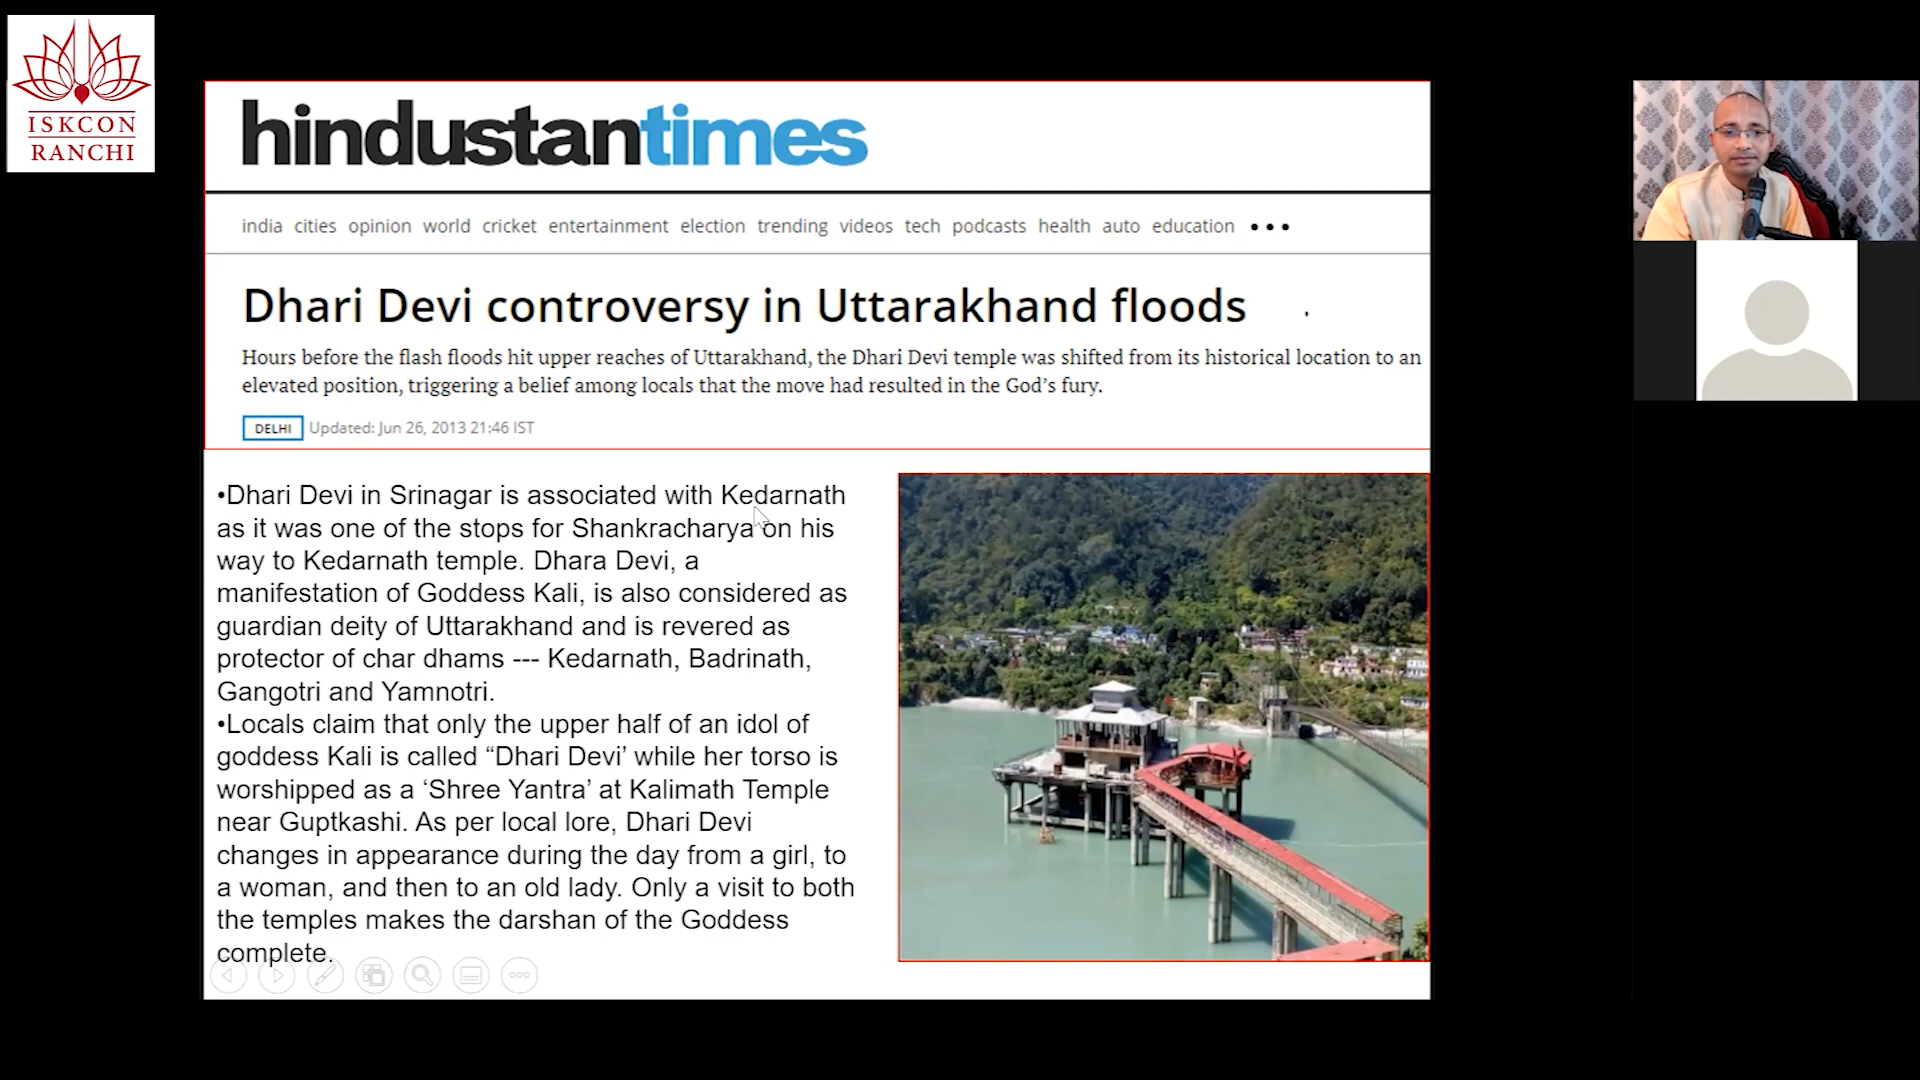 ISKCON
RANCHI
hindustantimes
india cities opinion world cricket entertainment election trending videos tech podcasts health auto education •••
Dhari Devi controversy in Uttarakhand floods
Hours before the flash floods hit upper reaches of Uttarakhand, the Dhari Devi temple was shifted from its historical location to an
elevated position, triggering a belief among locals that the move had resulted in the God's fury.
DELHI Updated: Jun 26, 2013 21:46 IST
•Dhari Devi in Srinagar is associated with Kedarnath
as it was one of the stops for Shankracharya on his
way to Kedarnath temple. Dhara Devi, a
manifestation of Goddess Kali, is also considered as
guardian deity of Uttarakhand and is revered as
protector of char dhams --- Kedarnath, Badrinath,
Gangotri and Yamnotri.
•Locals claim that only the upper half of an idol of
goddess Kali is called “Dhari Devi’ while her torso is
worshipped as a ‘Shree Yantra’ at Kalimath Temple
near Guptkashi. As per local lore, Dhari Devi
changes in appearance during the day from a girl, to
a woman, and then to an old lady. Only a visit to both
the temples makes the darshan of the Goddess
complete.